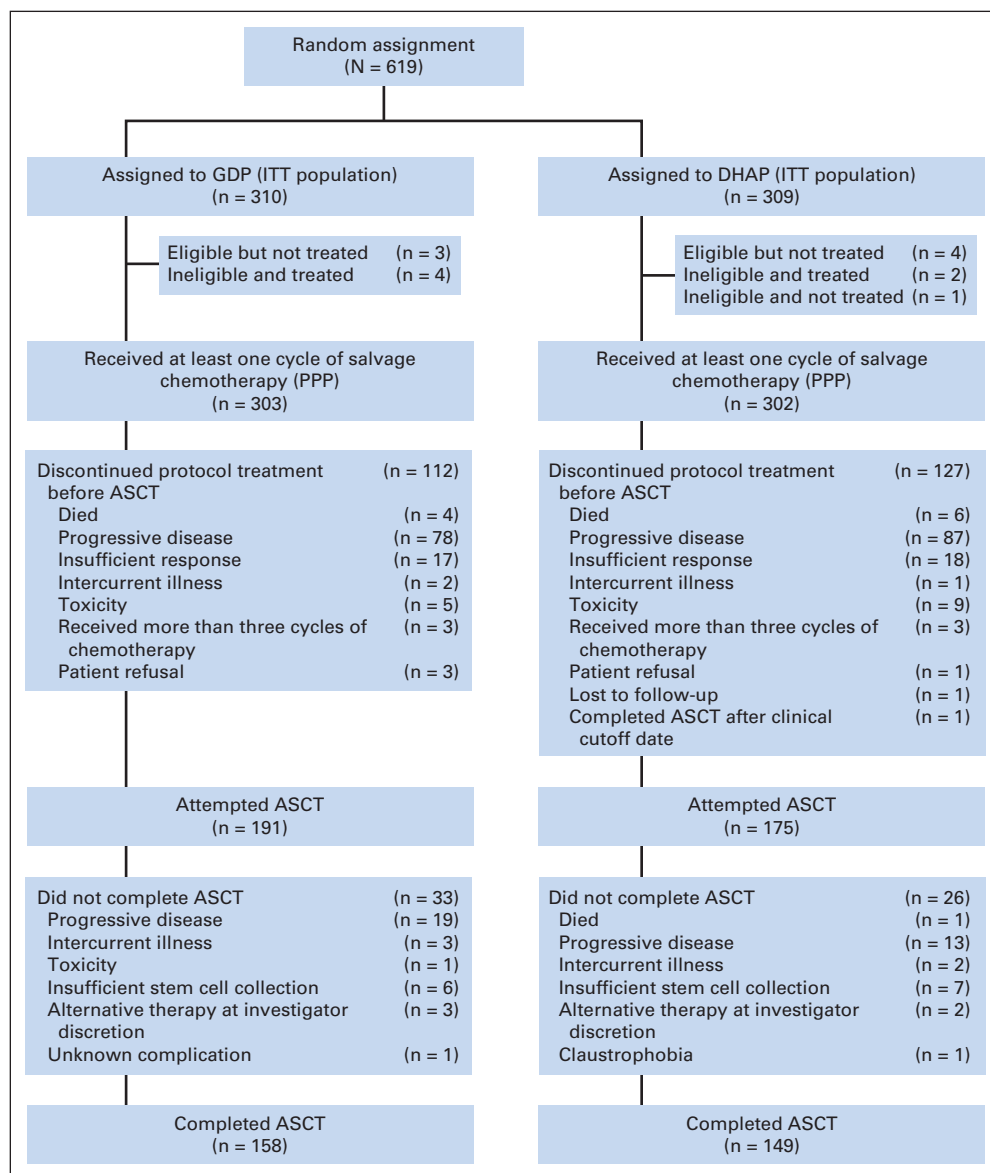 Random assignment
(N = 619)
Assigned to GDP (ITT population)
(n = 310)
Assigned to DHAP (ITT population)
(n = 309)
Eligible but not treated (n = 3)
Ineligible and treated (n = 4)
Eligible but not treated (n = 4)
Ineligible and treated (n = 2)
Ineligible and not treated (n = 1)
Received at least one cycle of salvage
chemotherapy (PPP)
(n = 303)
Received at least one cycle of salvage
chemotherapy (PPP)
(n = 302)
Discontinued protocol treatment (n = 112)
before ASCT
Died (n = 4)
Progressive disease (n = 78)
Insufficient response (n = 17)
Intercurrent illness (n = 2)
Toxicity (n = 5)
Received more than three cycles of (n = 3)
chemotherapy
Patient refusal (n = 3)
Discontinued protocol treatment (n = 127)
before ASCT
Died (n = 6)
Progressive disease (n = 87)
Insufficient response (n = 18)
Intercurrent illness (n = 1)
Toxicity (n = 9)
Received more than three cycles of (n = 3)
chemotherapy
Patient refusal (n = 1)
Lost to follow-up (n = 1)
Completed ASCT after clinical (n = 1)
cutoff date
Attempted ASCT
(n = 191)
Attempted ASCT
(n = 175)
Did not complete ASCT (n = 33)
Progressive disease (n = 19)
Intercurrent illness (n = 3)
Toxicity (n = 1)
Insufficient stem cell collection (n = 6)
Alternative therapy at investigator (n = 3)
discretion
Unknown complication (n = 1)
Did not complete ASCT (n = 26)
Died (n = 1)
Progressive disease (n = 13)
Intercurrent illness (n = 2)
Insufficient stem cell collection (n = 7)
Alternative therapy at investigator (n = 2)
discretion
Claustrophobia (n = 1)
Completed ASCT
(n = 158)
Completed ASCT
(n = 149)